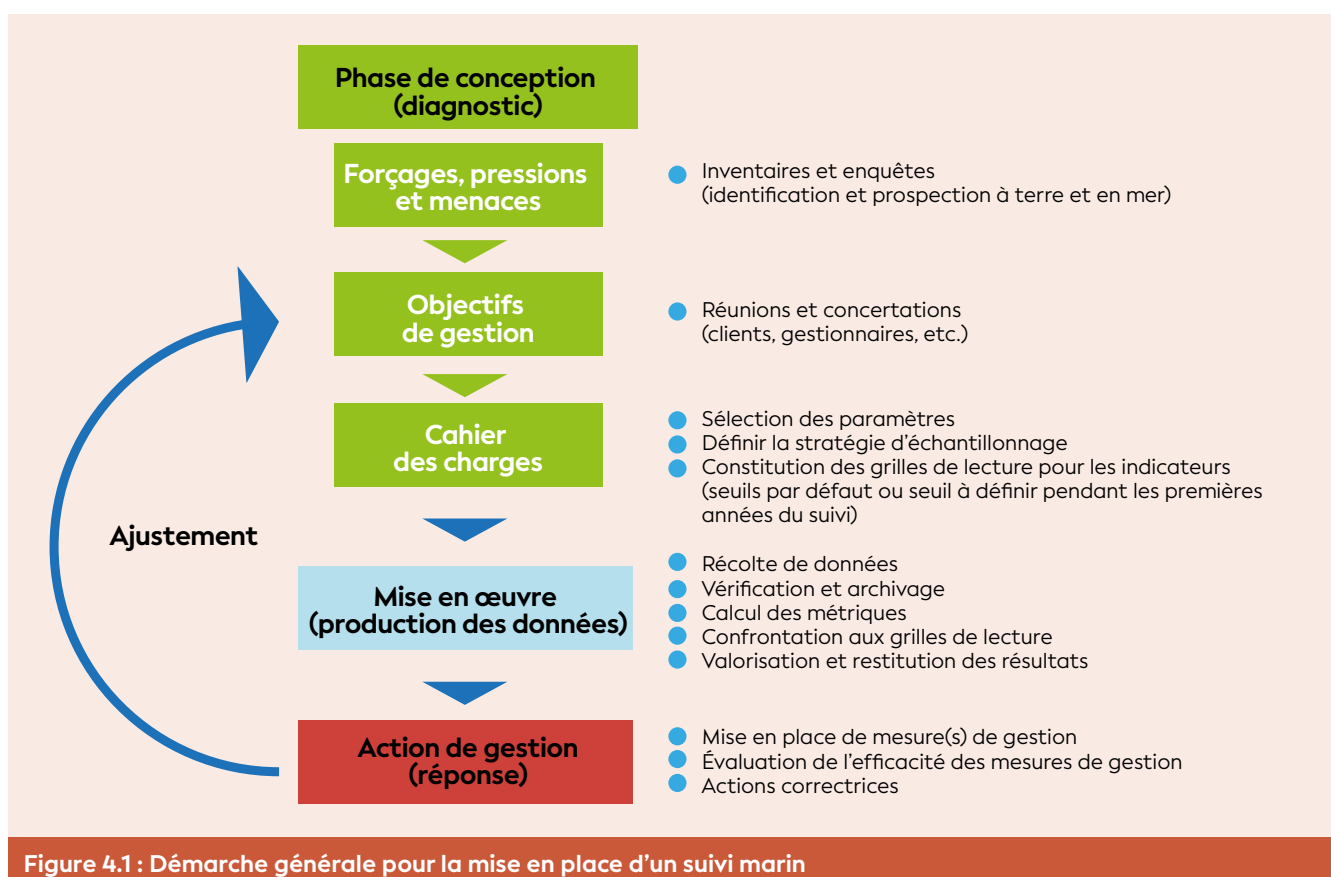 Phase de conception
(diagnostic)
Forçages, pressions
et menaces
Inventaires et enquêtes
(identification et prospection à terre et en mer)
Objectifs
de gestion
Réunions et concertations
(clients, gestionnaires, etc.)
Cahier
des charges
Sélection des paramètres
Définir la stratégie d'échantillonnage
Constitution des grilles de lecture pour les indicateurs
(seuils par défaut ou seuil à définir pendant les premières
années du suivi)
Ajustement
Mise en œuvre
(production des données)
Récolte de données
Vérification et archivage
Calcul des métriques
Confrontation aux grilles de lecture
Valorisation et restitution des résultats
Action de gestion
(réponse)
Mise en place de mesure(s) de gestion
Évaluation de l'efficacité des mesures de gestion
Actions correctrices
Figure 4.1 : Démarche générale pour la mise en place d'un suivi marin